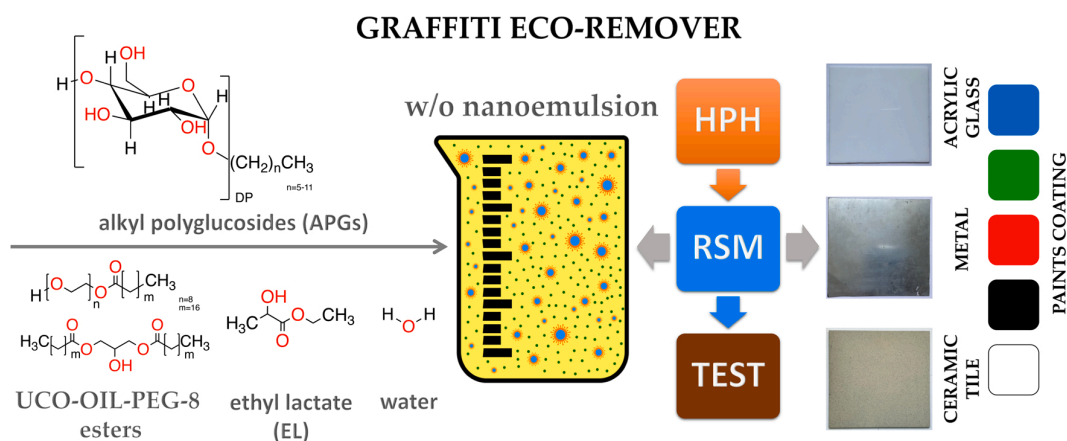 GRAFFITI ECO-REMOVER
H
O
OH
H
O
HO
H
H
HO
H
OH
H
O
(CH₂)ₙCH₃
n=5-11
DP
alkyl polyglucosides (APGs)
H
O
n
O
O
CH₃
m
n=8
m=16
H₃C
m
O
O
OH
O
O
m
CH₃
UCO-OIL-PEG-8
esters
OH
H₃C
O
O
CH₃
ethyl lactate
(EL)
H
O
H
water
w/o nanoemulsion
HPH
RSM
TEST
ACRYLIC
GLASS
METAL
CERAMIC
TILE
PAINTS COATING